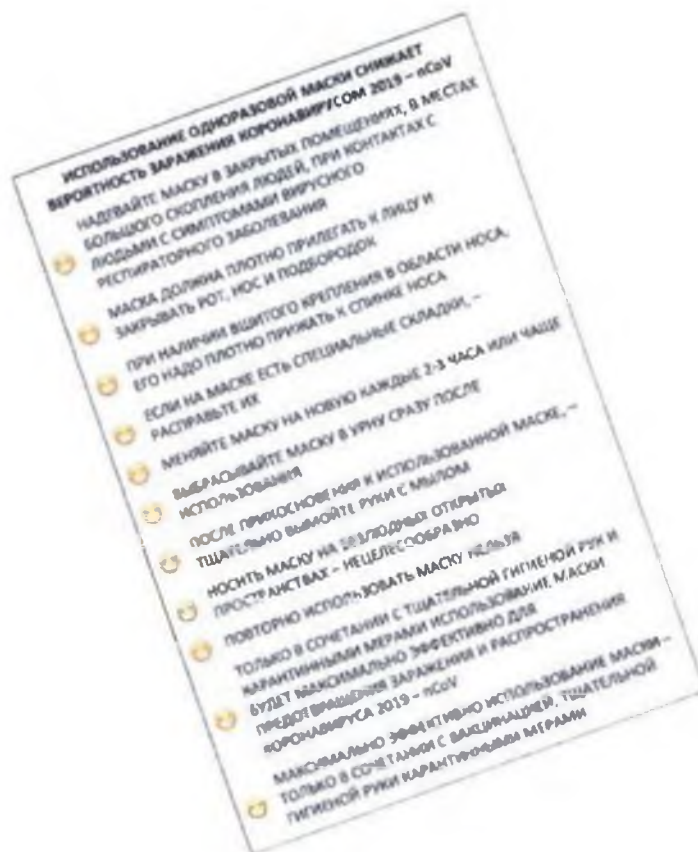 ИСПОЛЬЗОВАНИЕ ОДНОРАЗОВОЙ МАСКИ СНИЖАЕТ
ВЕРОЯТНОСТЬ ЗАРАЖЕНИЯ КОРОНАВИРУСОМ 2019 – nCoV
НАДЕВАЙТЕ МАСКУ В ЗАКРЫТЫХ ПОМЕЩЕНИЯХ, В МЕСТАХ
БОЛЬШОГО СКОПЛЕНИЯ ЛЮДЕЙ, ПРИ КОНТАКТАХ С
ЛЮДЬМИ С СИМПТОМАМИ ВИРУСНОГО
РЕСПИРАТОРНОГО ЗАБОЛЕВАНИЯ
МАСКА ДОЛЖНА ПЛОТНО ПРИЛЕГАТЬ К ЛИЦУ И
ЗАКРЫВАТЬ РОТ, НОС И ПОДБОРОДОК
ПРИ НАЛИЧИИ ВШИТОГО КРЕПЛЕНИЯ В ОБЛАСТИ НОСА,
ЕГО НАДО ПЛОТНО ПРИЖАТЬ К СПИНКЕ НОСА
ЕСЛИ НА МАСКЕ ЕСТЬ СПЕЦИАЛЬНЫЕ СКЛАДКИ, –
РАСПРАВЬТЕ ИХ
МЕНЯЙТЕ МАСКУ НА НОВУЮ КАЖДЫЕ 2-3 ЧАСА ИЛИ ЧАЩЕ
ВЫБРАСЫВАЙТЕ МАСКУ В УРНУ СРАЗУ ПОСЛЕ
ИСПОЛЬЗОВАНИЯ
ПОСЛЕ ПРИКОСНОВЕНИЯ К ИСПОЛЬЗОВАННОЙ МАСКЕ, –
ТЩАТЕЛЬНО ВЫМОЙТЕ РУКИ С МЫЛОМ
НОСИТЬ МАСКУ НА БЕЗЛЮДНЫХ ОТКРЫТЫХ
ПРОСТРАНСТВАХ – НЕЦЕЛЕСООБРАЗНО
ПОВТОРНО ИСПОЛЬЗОВАТЬ МАСКУ НЕЛЬЗЯ
ТОЛЬКО В СОЧЕТАНИИ С ТЩАТЕЛЬНОЙ ГИГИЕНОЙ РУК И
КАРАНТИННЫМИ МЕРАМИ ИСПОЛЬЗОВАНИЕ МАСКИ
БУДЕТ МАКСИМАЛЬНО ЭФФЕКТИВНО ДЛЯ
ПРЕДОТВРАЩЕНИЯ ЗАРАЖЕНИЯ И РАСПРОСТРАНЕНИЯ
КОРОНАВИРУСА 2019 – nCoV
МАКСИМАЛЬНО ЭФФЕКТИВНО ИСПОЛЬЗОВАНИЕ МАСКИ –
ТОЛЬКО В СОЧЕТАНИИ С ВАКЦИНАЦИЕЙ, ТЩАТЕЛЬНОЙ
ГИГИЕНОЙ РУКИ КАРАНТИННЫМИ МЕРАМИ